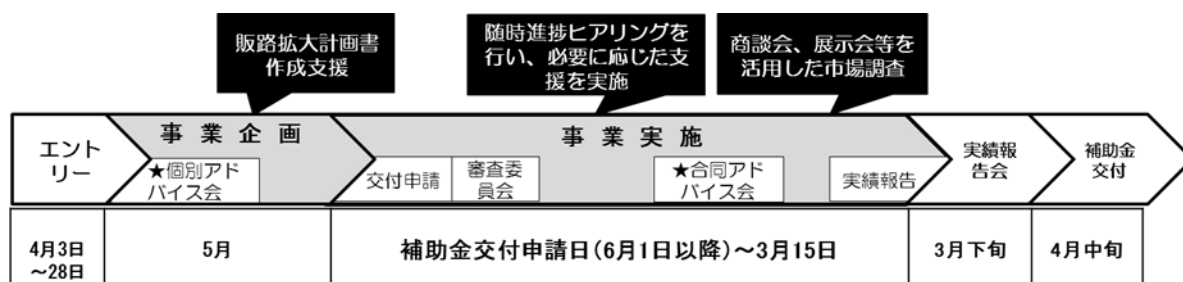 販路拡大計画書
作成支援
随時進捗ヒアリングを
行い、必要に応じた支
援を実施
商談会、展示会等を
活用した市場調査
エント
リー
事業企画
★個別アド
バイス会
事業実施
交付申請
審査委
員会
★合同アド
バイス会
実績報告
実績報
告会
補助金
交付
4月3日
～28日
5月
補助金交付申請日(6月1日以降)～3月15日
3月下旬
4月中旬